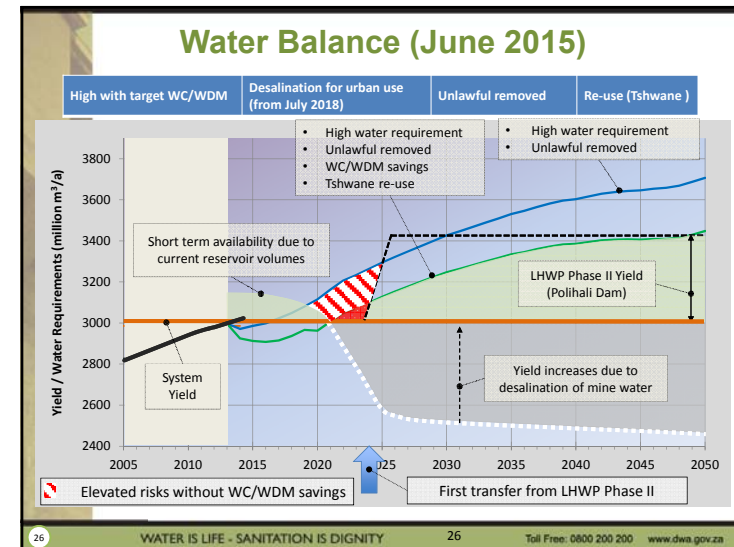 Water Balance (June 2015)
High with target WC/WDM
Desalination for urban use
(from July 2018)
Unlawful removed
Re-use (Tshwane )
Yield / Water Requirements (million m³/a)
3800
3600
3400
3200
3000
2800
2600
2400
• High water requirement
• Unlawful removed
• WC/WDM savings
• Tshwane re-use
• High water requirement
• Unlawful removed
Short term availability due to
current reservoir volumes
LHWP Phase II Yield
(Polihali Dam)
System
Yield
Yield increases due to
desalination of mine water
2005
2010
2015
2020
2025
2030
2035
2040
2045
2050
Elevated risks without WC/WDM savings
First transfer from LHWP Phase II
26
WATER IS LIFE - SANITATION IS DIGNITY
26
Toll Free: 0800 200 200
www.dwa.gov.za